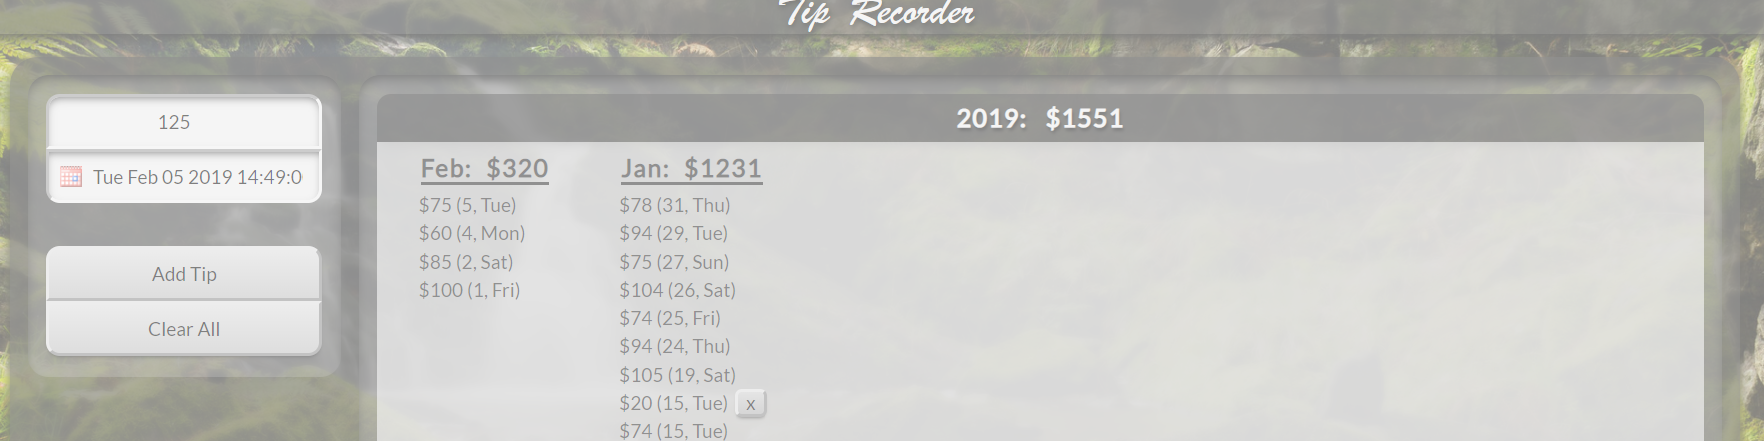 Tip Recorder
125
Tue Feb 05 2019 14:49:0
Add Tip
Clear All
2019: $1551
Feb: $320
$75 (5, Tue)
$60 (4, Mon)
$85 (2, Sat)
$100 (1, Fri)
Jan: $1231
$78 (31, Thu)
$94 (29, Tue)
$75 (27, Sun)
$104 (26, Sat)
$74 (25, Fri)
$94 (24, Thu)
$105 (19, Sat)
$20 (15, Tue) x
$74 (15, Tue)